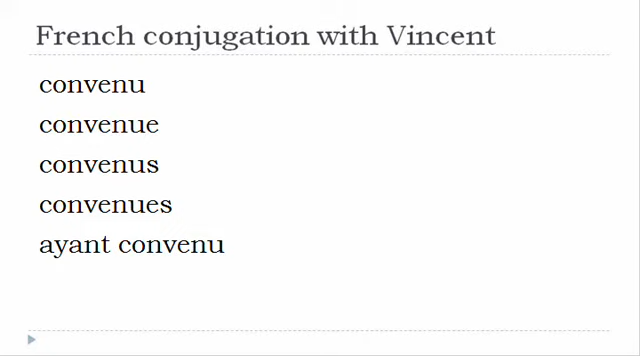 French conjugation with Vincent
convenu
convenue
convenus
convenues
ayant convenu